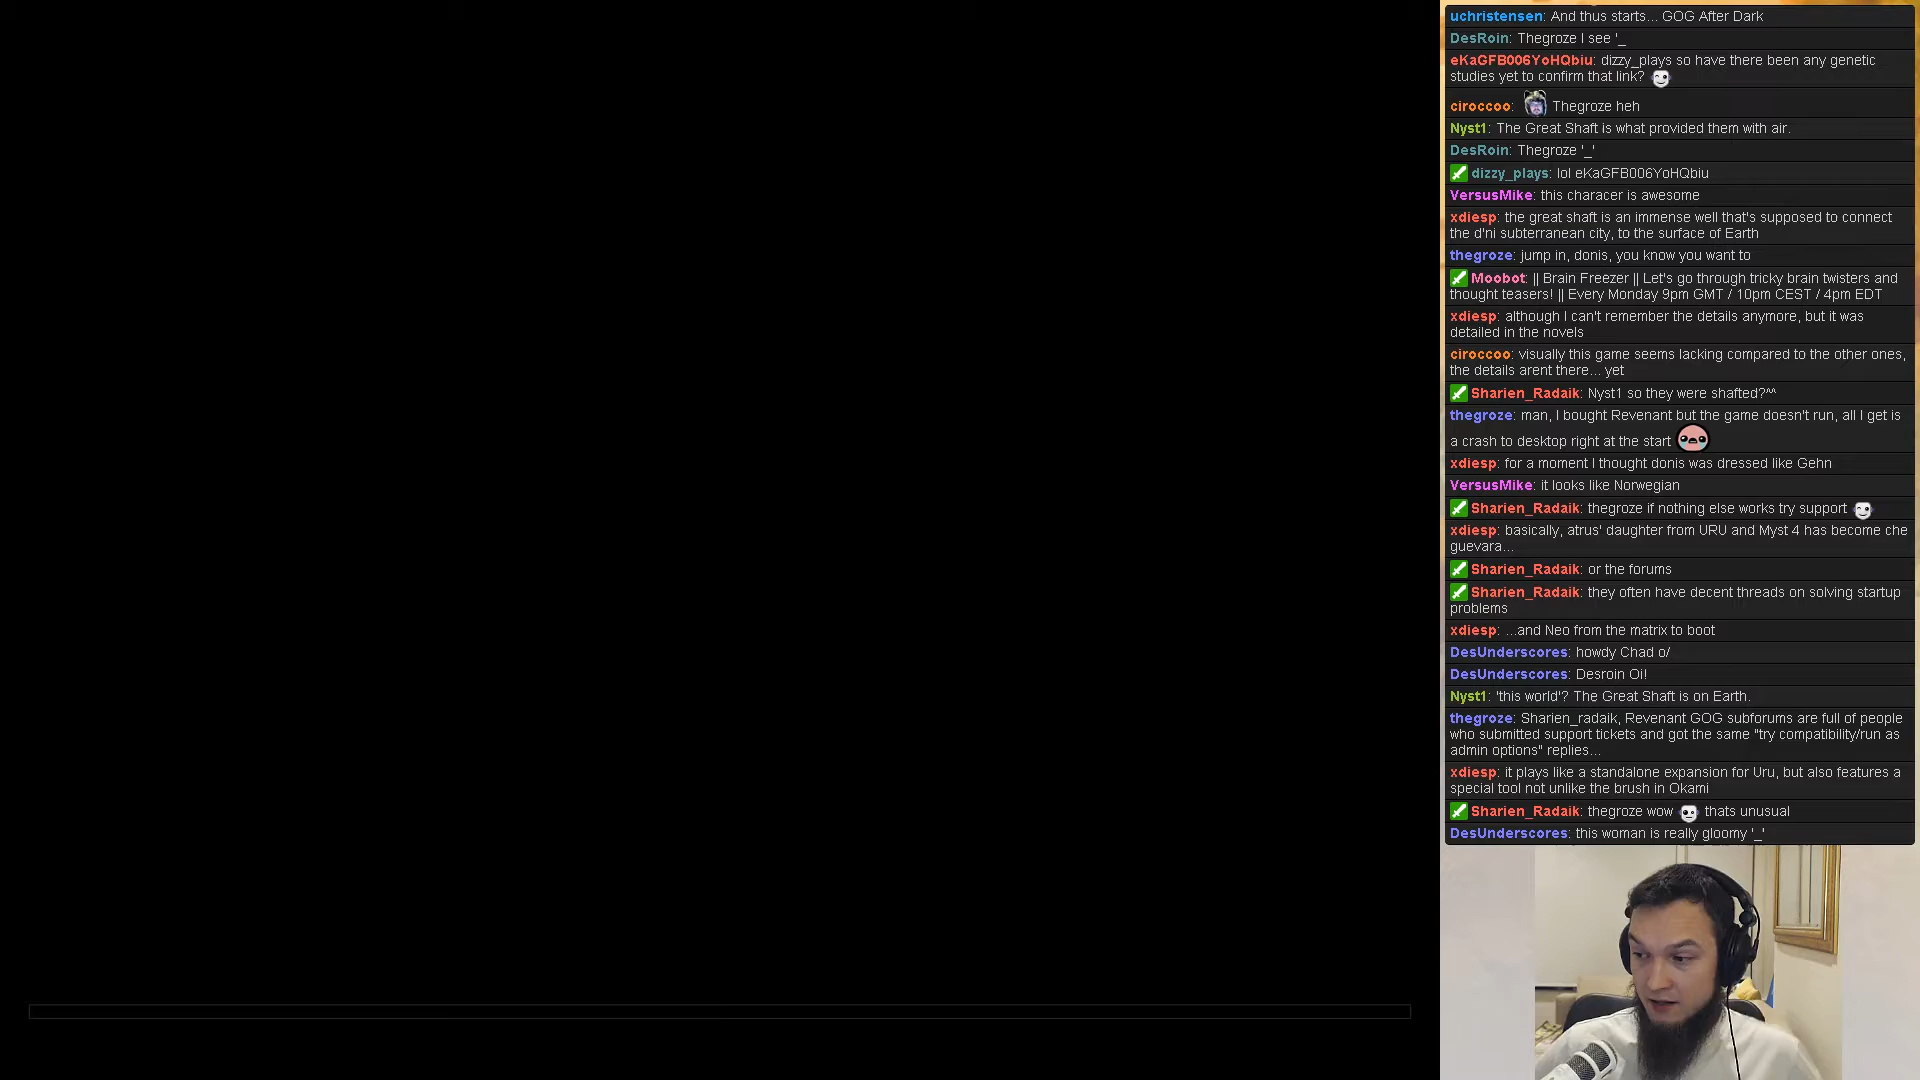 uchristensen: And thus starts... GOG After Dark
DesRoin: Thegroze I see '_
eKaGFB006YoHQbiu: dizzy_plays so have there been any genetic
studies yet to confirm that link?
ciroccoo: Thegroze heh
Nyst1: The Great Shaft is what provided them with air.
DesRoin: Thegroze '_'
dizzy_plays: lol eKaGFB006YoHQbiu
VersusMike: this characer is awesome
xdiesp: the great shaft is an immense well that's supposed to connect
the d'ni subterranean city, to the surface of Earth
thegroze: jump in, donis, you know you want to
Moobot: || Brain Freezer || Let's go through tricky brain twisters and
thought teasers! || Every Monday 9pm GMT / 10pm CEST / 4pm EDT
xdiesp: although I can't remember the details anymore, but it was
detailed in the novels
ciroccoo: visually this game seems lacking compared to the other ones,
the details arent there... yet
Sharien_Radaik: Nyst1 so they were shafted?^^
thegroze: man, I bought Revenant but the game doesn't run, all I get is
a crash to desktop right at the start
xdiesp: for a moment I thought donis was dressed like Gehn
VersusMike: it looks like Norwegian
Sharien_Radaik: thegroze if nothing else works try support
xdiesp: basically, atrus' daughter from URU and Myst 4 has become che
guevara...
Sharien_Radaik: or the forums
Sharien_Radaik: they often have decent threads on solving startup
problems
xdiesp: ...and Neo from the matrix to boot
DesUnderscores: howdy Chad o/
DesUnderscores: Desroin Oi!
Nyst1: 'this world'? The Great Shaft is on Earth.
thegroze: Sharien_radaik, Revenant GOG subforums are full of people
who submitted support tickets and got the same "try compatibility/run as
admin options" replies...
xdiesp: it plays like a standalone expansion for Uru, but also features a
special tool not unlike the brush in Okami
Sharien_Radaik: thegroze wow thats unusual
DesUnderscores: this woman is really gloomy '_'